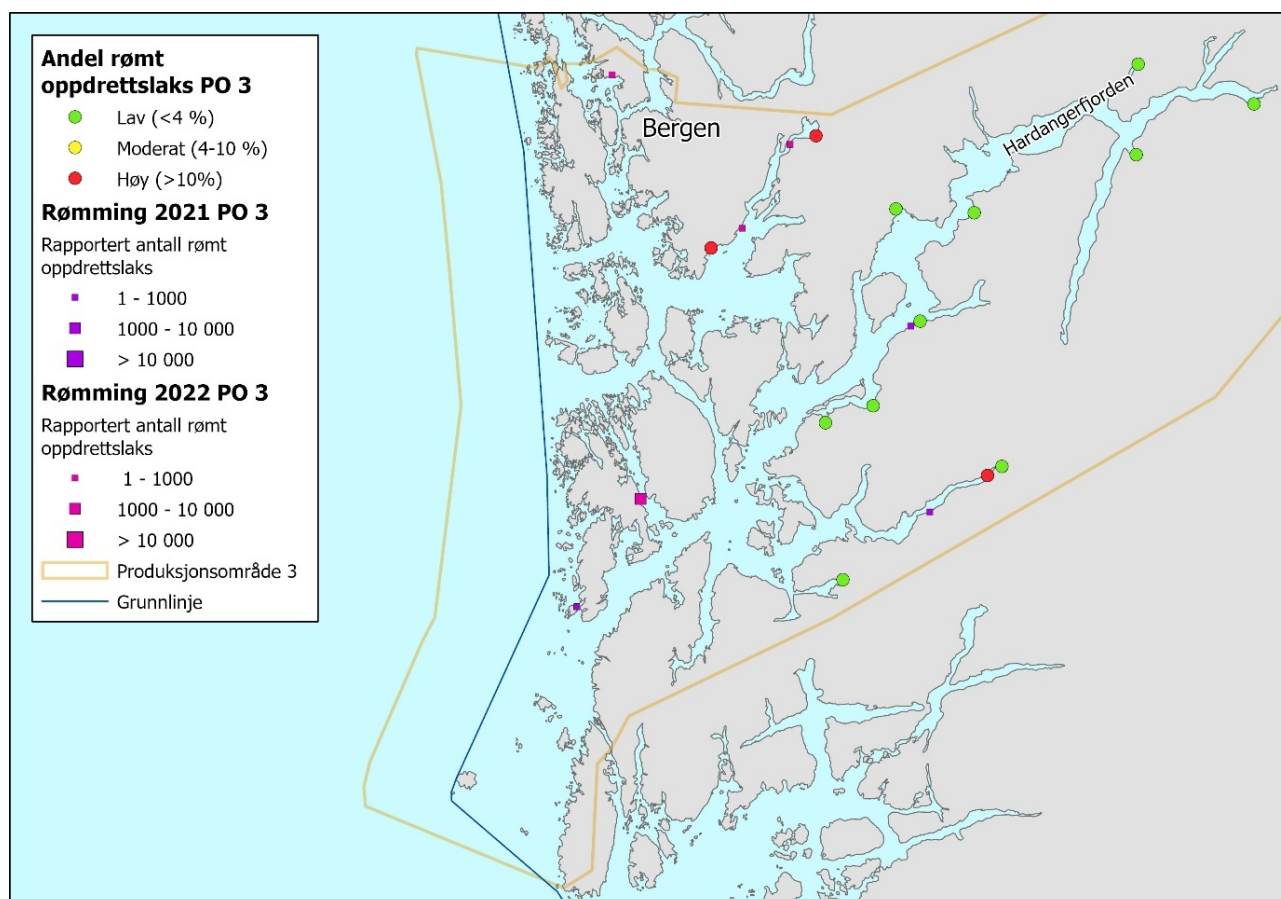 Andel rømt
oppdrettslaks PO 3
Lav (<4 %)
Moderat (4-10 %)
Høy (>10%)
Rømming 2021 PO 3
Rapportert antall rømt
oppdrettslaks
1 - 1000
1000 - 10 000
> 10 000
Rømming 2022 PO 3
Rapportert antall rømt
oppdrettslaks
1 - 1000
1000 - 10 000
> 10 000
Produksjonsområde 3
Grunnlinje
Bergen
Hardangerfjorden